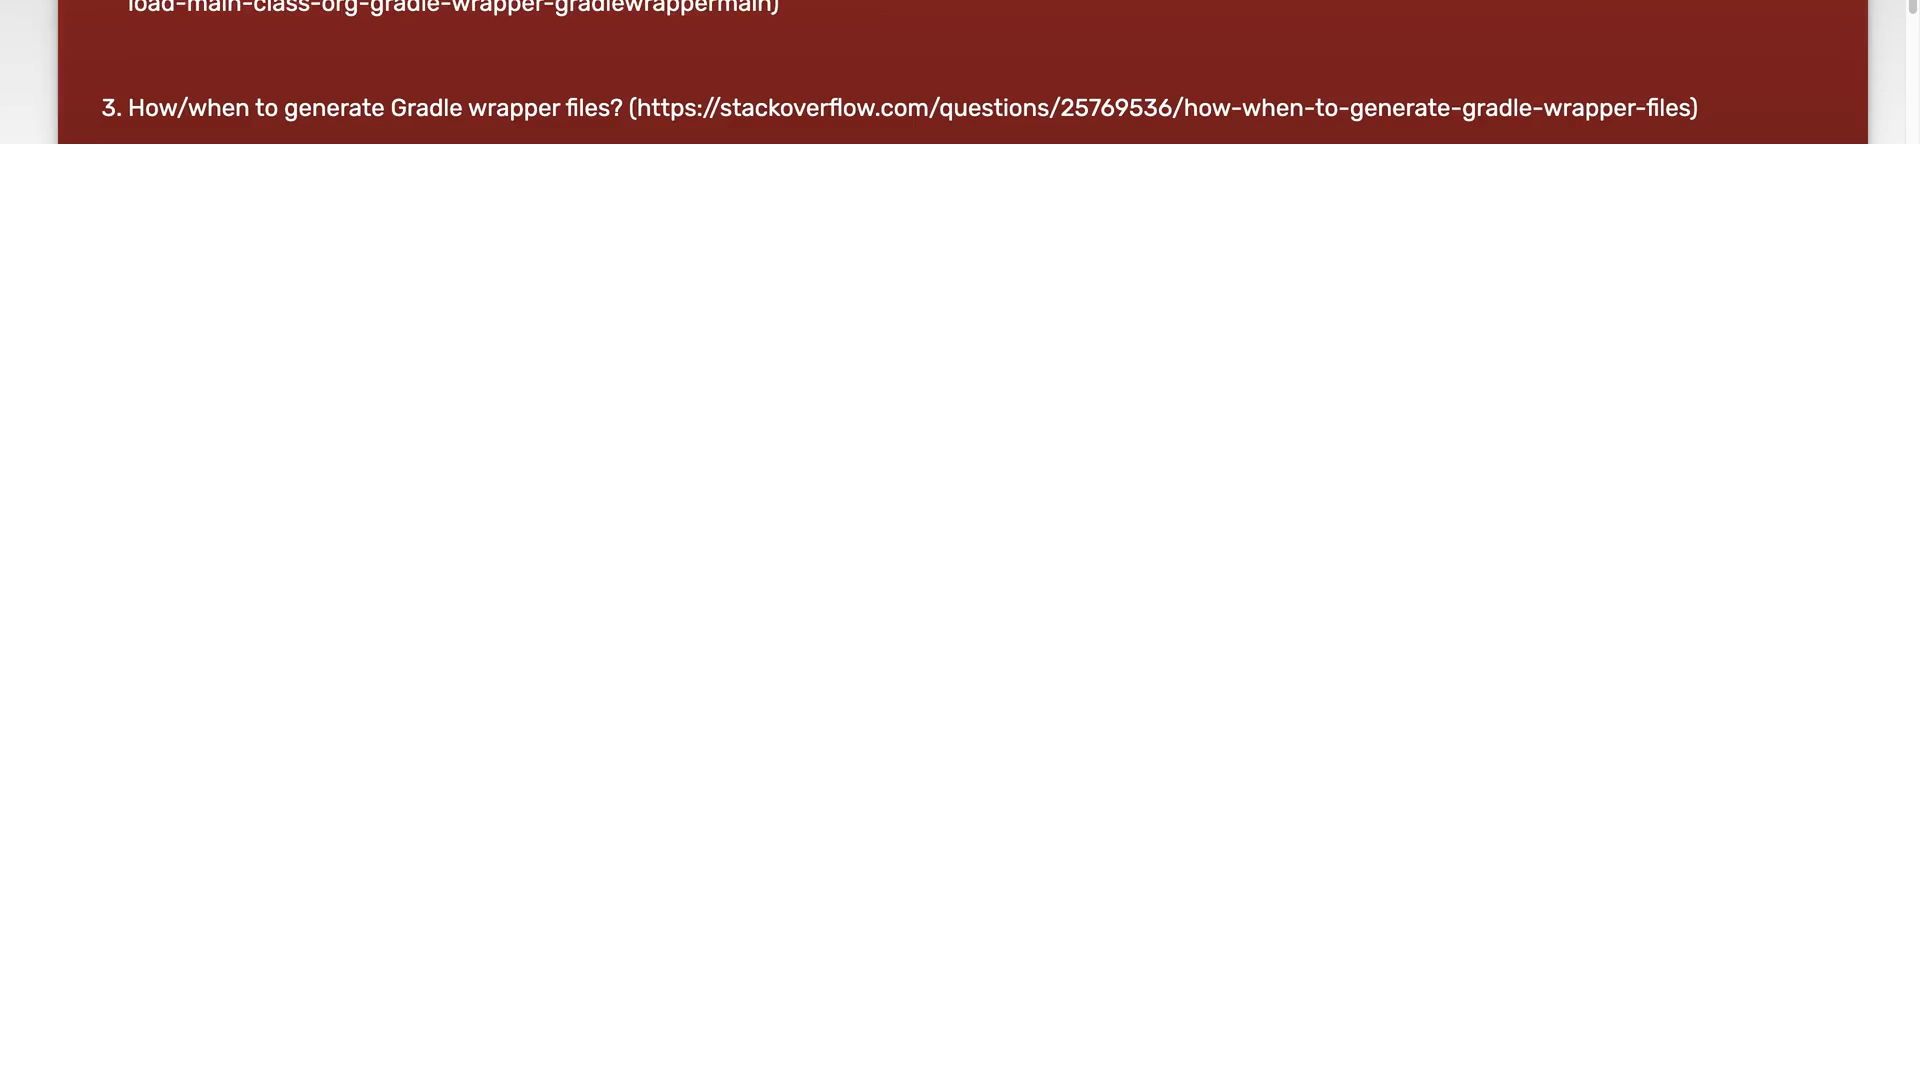 load-main-class-org-gradle-wrapper-gradlewrappermain)
3. How/when to generate Gradle wrapper files? (https://stackoverflow.com/questions/25769536/how-when-to-generate-gradle-wrapper-files)